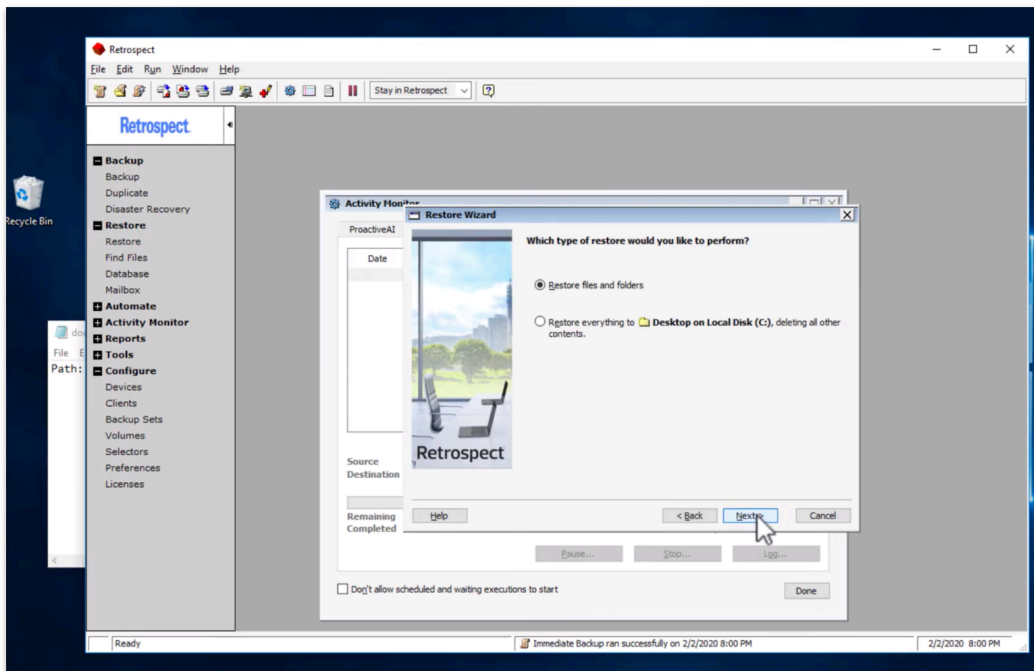 Retrospect
File Edit Run Window Help
Stay in Retrospect
Retrospect
Backup
Backup
Duplicate
Disaster Recovery
Restore
Restore
Find Files
Database
Mailbox
Automate
Activity Monitor
Reports
Tools
Configure
Devices
Clients
Backup Sets
Volumes
Selectors
Preferences
Licenses
Recycle Bin
File
Path:
Activity Monitor
ProactiveAI
Date
Source
Destination
Remaining
Completed
Restore Wizard
Which type of restore would you like to perform?
Restore files and folders
Restore everything to Desktop on Local Disk (C:), deleting all other
contents.
Retrospect
Help
< Back Next> Cancel
Pause... Stop... Log...
Don't allow scheduled and waiting executions to start
Done
Ready
Immediate Backup ran successfully on 2/2/2020 8:00 PM
2/2/2020 8:00 PM